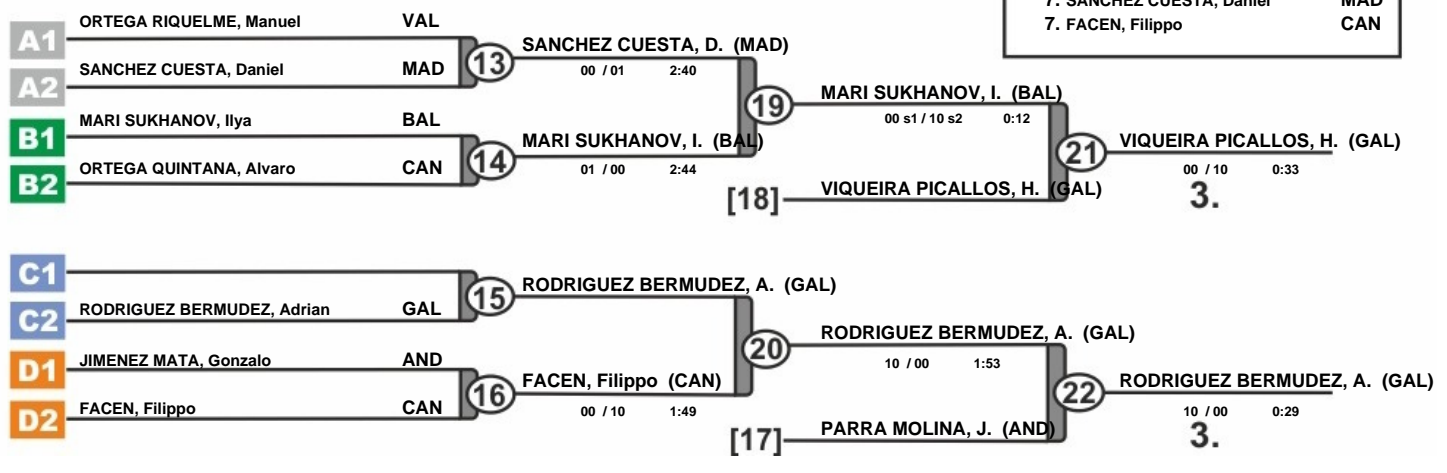 7. SANCHEZ CUESTA, Daniel MAD
7. FACEN, Filippo CAN
A1 ORTEGA RIQUELME, Manuel VAL
A2 SANCHEZ CUESTA, Daniel MAD
13 SANCHEZ CUESTA, D. (MAD)
00 / 01 2:40
B1 MARI SUKHANOV, Ilya BAL
B2 ORTEGA QUINTANA, Alvaro CAN
14 MARI SUKHANOV, I. (BAL)
01 / 00 2:44
19 MARI SUKHANOV, I. (BAL)
00 s1 / 10 s2 0:12
[18] VIQUEIRA PICALLOS, H. (GAL)
21 VIQUEIRA PICALLOS, H. (GAL)
00 / 10 0:33
3.
C1
C2 RODRIGUEZ BERMUDEZ, Adrian GAL
15 RODRIGUEZ BERMUDEZ, A. (GAL)
D1 JIMENEZ MATA, Gonzalo AND
D2 FACEN, Filippo CAN
16 FACEN, Filippo (CAN)
00 / 10 1:49
20 RODRIGUEZ BERMUDEZ, A. (GAL)
10 / 00 1:53
[17] PARRA MOLINA, J. (AND)
22 RODRIGUEZ BERMUDEZ, A. (GAL)
10 / 00 0:29
3.